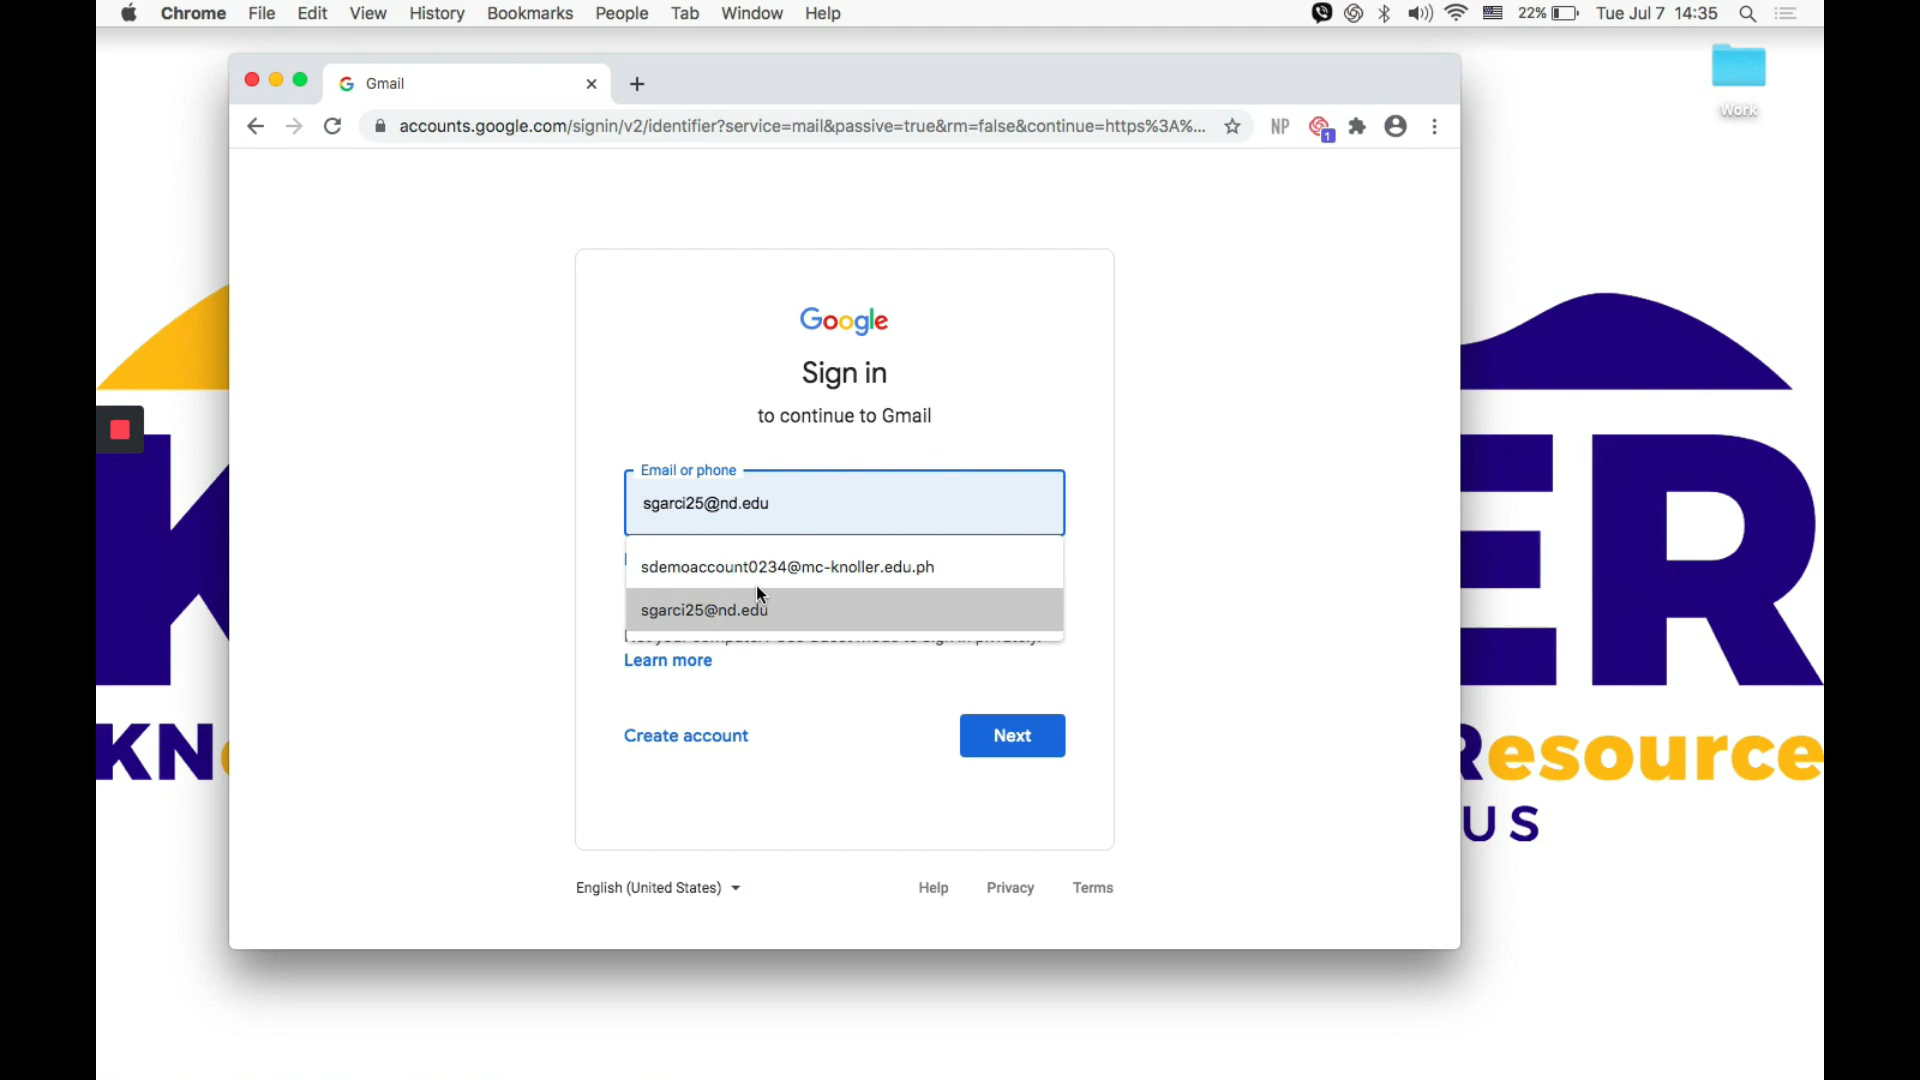 Chrome File Edit View History Bookmarks People Tab Window Help 22% Tue Jul 7 14:35
Work
Gmail
accounts.google.com/signin/v2/identifier?service=mail&passive=true&rm=false&continue=https%3A%... NP 1
Google
Sign in
to continue to Gmail
Email or phone
sgarci25@nd.edu
sdemoaccount0234@mc-knoller.edu.ph
sgarci25@nd.edu
Learn more
Create account Next
English (United States) Help Privacy Terms
K ER
KN Resource
US